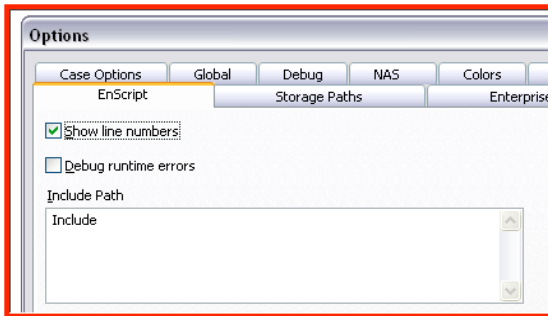 Options
Case Options Global Debug NAS Colors
EnScript Storage Paths Enterprise
Show line numbers
Debug runtime errors
Include Path
Include